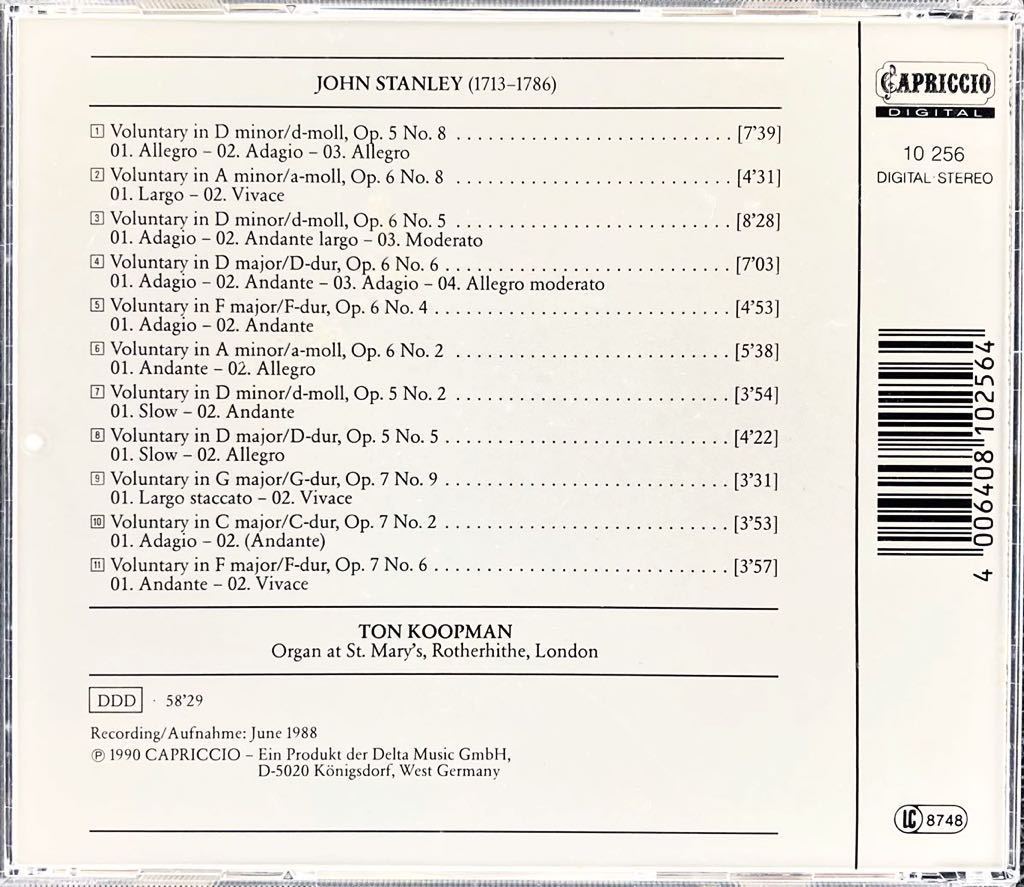 JOHN STANLEY (1713–1786)
1 Voluntary in D minor/d-moll, Op. 5 No. 8 . . . . . . . . . . . . . . . . . . . . . . . . . . . . [7’39]
01. Allegro – 02. Adagio – 03. Allegro
2 Voluntary in A minor/a-moll, Op. 6 No. 8 . . . . . . . . . . . . . . . . . . . . . . . . . . . . [4’31]
01. Largo – 02. Vivace
3 Voluntary in D minor/d-moll, Op. 6 No. 5 . . . . . . . . . . . . . . . . . . . . . . . . . . . . [8’28]
01. Adagio – 02. Andante largo – 03. Moderato
4 Voluntary in D major/D-dur, Op. 6 No. 6 . . . . . . . . . . . . . . . . . . . . . . . . . . . . . [7’03]
01. Adagio – 02. Andante – 03. Adagio – 04. Allegro moderato
5 Voluntary in F major/F-dur, Op. 6 No. 4 . . . . . . . . . . . . . . . . . . . . . . . . . . . . . . [4’53]
01. Adagio – 02. Andante
6 Voluntary in A minor/a-moll, Op. 6 No. 2 . . . . . . . . . . . . . . . . . . . . . . . . . . . . [5’38]
01. Andante – 02. Allegro
7 Voluntary in D minor/d-moll, Op. 5 No. 2 . . . . . . . . . . . . . . . . . . . . . . . . . . . . [3’54]
01. Slow – 02. Andante
8 Voluntary in D major/D-dur, Op. 5 No. 5 . . . . . . . . . . . . . . . . . . . . . . . . . . . . . [4’22]
01. Slow – 02. Allegro
9 Voluntary in G major/G-dur, Op. 7 No. 9 . . . . . . . . . . . . . . . . . . . . . . . . . . . . . [3’31]
01. Largo staccato – 02. Vivace
10 Voluntary in C major/C-dur, Op. 7 No. 2 . . . . . . . . . . . . . . . . . . . . . . . . . . . . . [3’53]
01. Adagio – 02. (Andante)
11 Voluntary in F major/F-dur, Op. 7 No. 6 . . . . . . . . . . . . . . . . . . . . . . . . . . . . . . [3’57]
01. Andante – 02. Vivace
TON KOOPMAN
Organ at St. Mary’s, Rotherhithe, London
DDD · 58’29
Recording/Aufnahme: June 1988
℗ 1990 CAPRICCIO – Ein Produkt der Delta Music GmbH,
D-5020 Königsdorf, West Germany
CAPRICCIO
DIGITAL
10 256
DIGITAL·STEREO
4 006408 102564
LC 8748